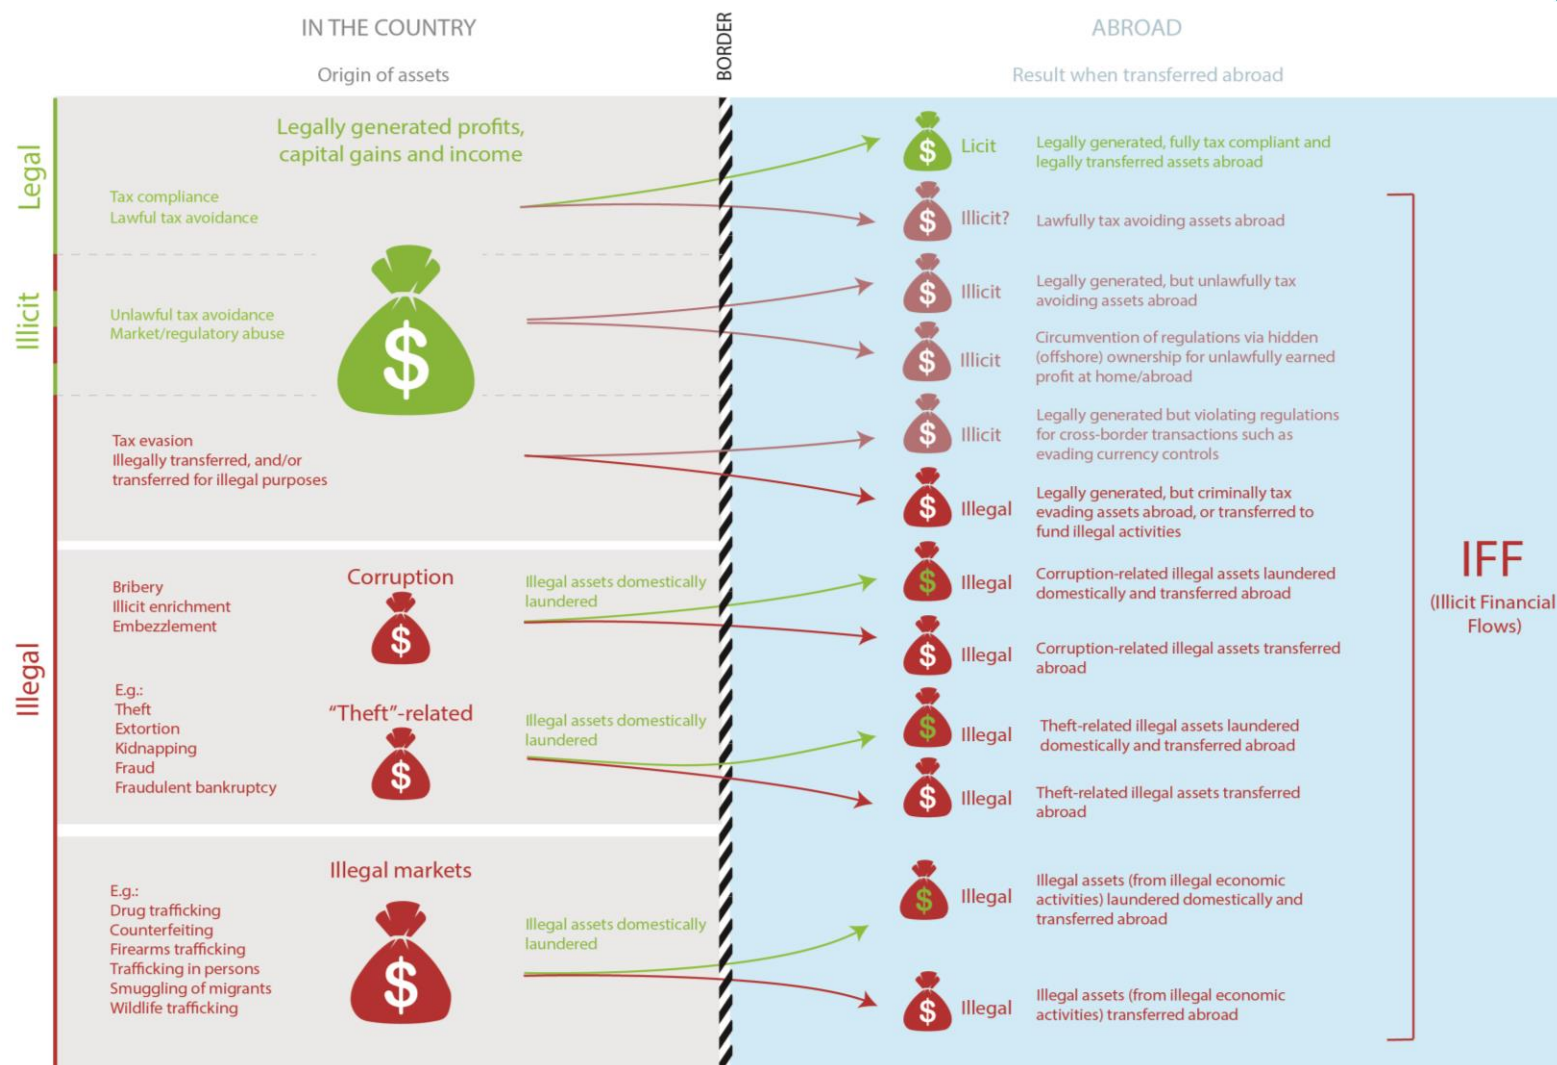 IN THE COUNTRY
Origin of assets
BORDER
ABROAD
Result when transferred abroad
Legal
Illicit
Illegal
Legally generated profits,
capital gains and income
Tax compliance
Lawful tax avoidance
Unlawful tax avoidance
Market/regulatory abuse
$
Tax evasion
Illegally transferred, and/or
transferred for illegal purposes
Bribery
Illicit enrichment
Embezzlement
Corruption
$
Illegal assets domestically
laundered
E.g.:
Theft
Extortion
Kidnapping
Fraud
Fraudulent bankruptcy
“Theft”-related
$
Illegal assets domestically
laundered
Illegal markets
E.g.:
Drug trafficking
Counterfeiting
Firearms trafficking
Trafficking in persons
Smuggling of migrants
Wildlife trafficking
$
Illegal assets domestically
laundered
$ Licit
Legally generated, fully tax compliant and
legally transferred assets abroad
$ Illicit?
Lawfully tax avoiding assets abroad
$ Illicit
Legally generated, but unlawfully tax
avoiding assets abroad
$ Illicit
Circumvention of regulations via hidden
(offshore) ownership for unlawfully earned
profit at home/abroad
$ Illicit
Legally generated but violating regulations
for cross-border transactions such as
evading currency controls
$ Illegal
Legally generated, but criminally tax
evading assets abroad, or transferred to
fund illegal activities
$ Illegal
Corruption-related illegal assets laundered
domestically and transferred abroad
$ Illegal
Corruption-related illegal assets transferred
abroad
$ Illegal
Theft-related illegal assets laundered
domestically and transferred abroad
$ Illegal
Theft-related illegal assets transferred
abroad
$ Illegal
Illegal assets (from illegal economic
activities) laundered domestically and
transferred abroad
$ Illegal
Illegal assets (from illegal economic
activities) transferred abroad
IFF
(Illicit Financial
Flows)